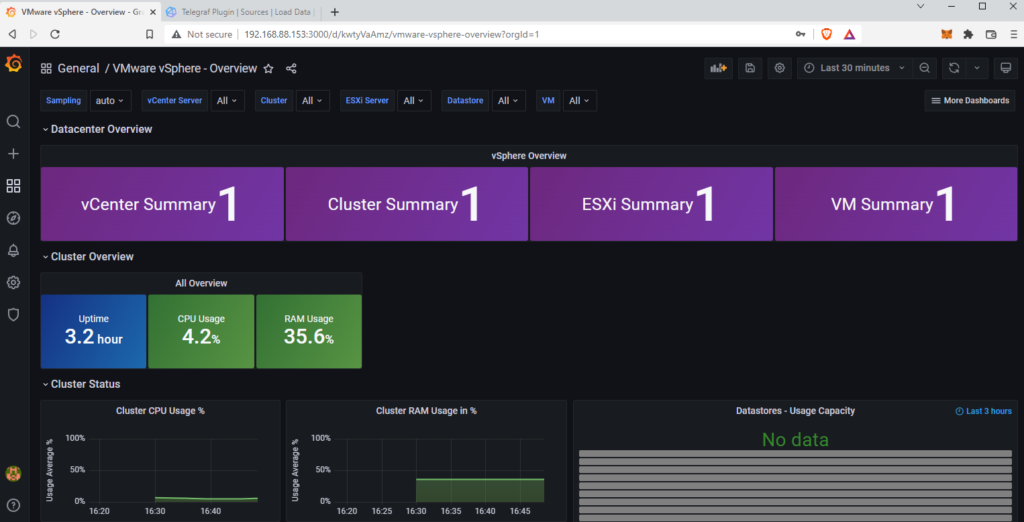 VMware vSphere - Overview - Gr
Telegraf Plugin | Sources | Load Data |
Not secure | 192.168.88.153:3000/d/kwtyVaAmz/vmware-vsphere-overview?orgId=1
General / VMware vSphere - Overview
Last 30 minutes
Sampling auto vCenter Server All Cluster All ESXi Server All Datastore All VM All More Dashboards
Datacenter Overview
vSphere Overview
vCenter Summary 1 Cluster Summary 1 ESXi Summary 1 VM Summary 1
Cluster Overview
All Overview
Uptime CPU Usage RAM Usage
3.2 hour 4.2% 35.6%
Cluster Status
Cluster CPU Usage %
Usage Average %
100%
50%
0%
16:20 16:30 16:40
Cluster RAM Usage in %
Usage Average %
100%
50%
0%
16:20 16:25 16:30 16:35 16:40 16:45
Datastores - Usage Capacity Last 3 hours
No data